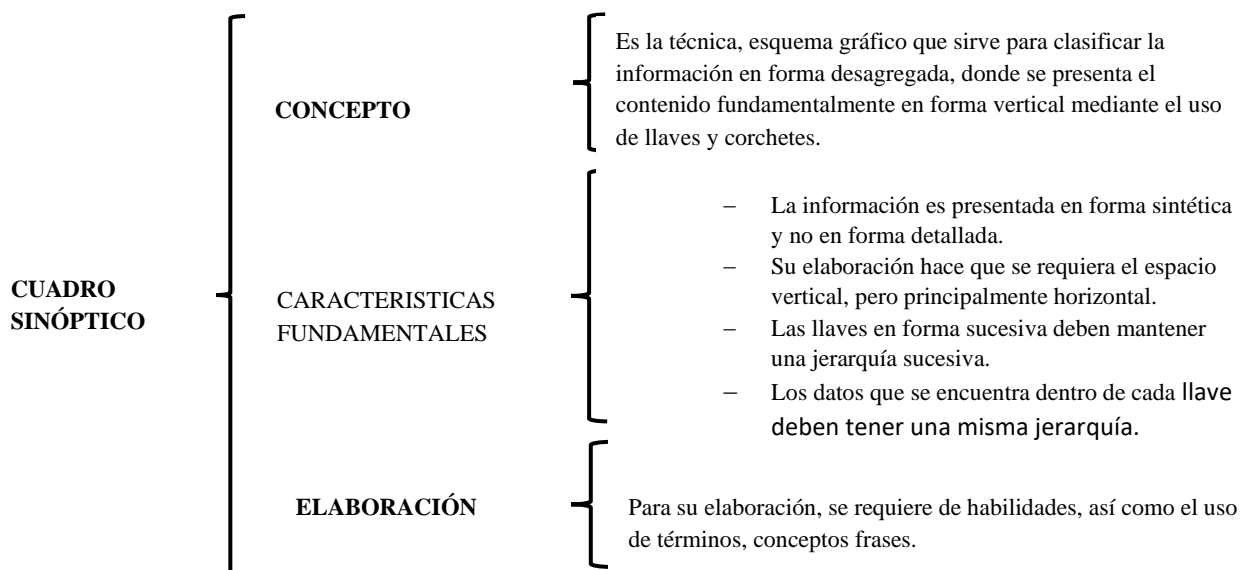 CUADRO
SINÓPTICO
CONCEPTO
Es la técnica, esquema gráfico que sirve para clasificar la
información en forma desagregada, donde se presenta el
contenido fundamentalmente en forma vertical mediante el uso
de llaves y corchetes.
CARACTERISTICAS
FUNDAMENTALES
– La información es presentada en forma sintética
y no en forma detallada.
– Su elaboración hace que se requiera el espacio
vertical, pero principalmente horizontal.
– Las llaves en forma sucesiva deben mantener
una jerarquía sucesiva.
– Los datos que se encuentra dentro de cada llave
deben tener una misma jerarquía.
ELABORACIÓN
Para su elaboración, se requiere de habilidades, así como el uso
de términos, conceptos frases.